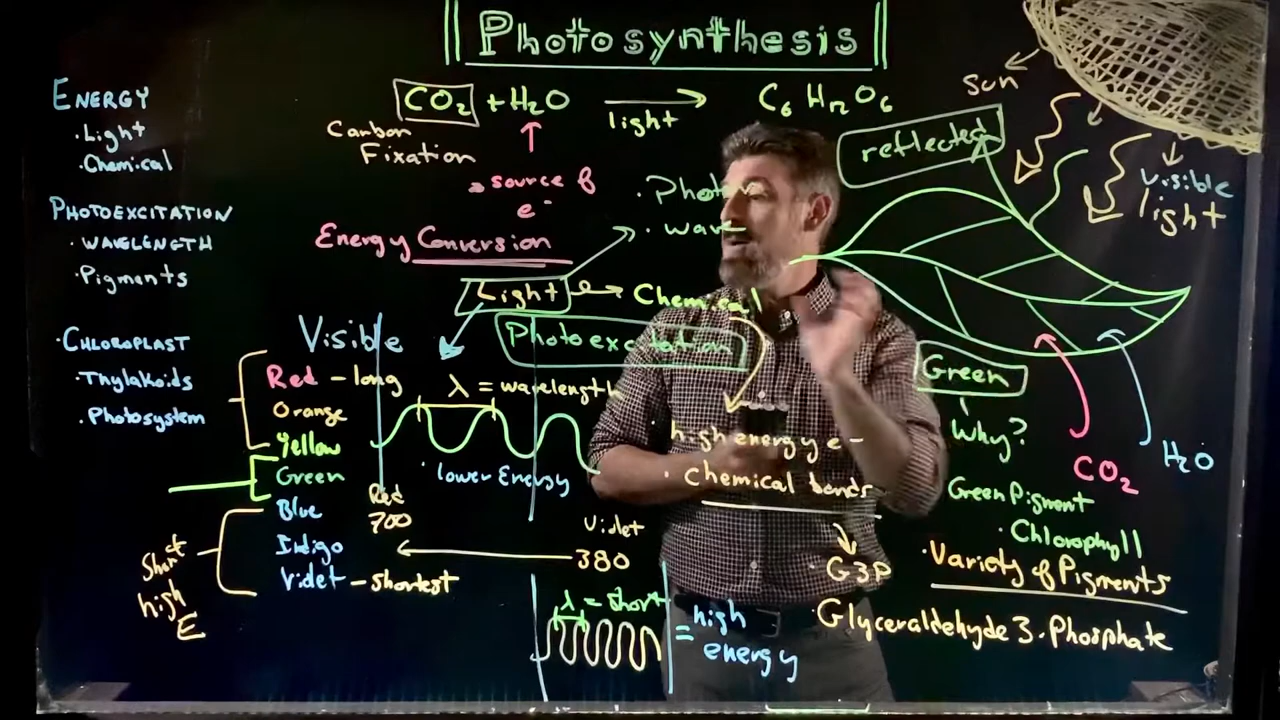 Photosynthesis
ENERGY
· Light
· Chemical
PHOTOEXCITATION
· WAVELENGTH
· Pigments
· CHLOROPLAST
· Thylakoids
· Photosystem
CO₂ + H₂O light → C₆ H₁₂ O₆
Carbon
Fixation
source of
e⁻
Energy Conversion
Light → Chemical
· wave
Photoexcitation
Visible
Red - long
Orange
Yellow
Green
Blue
Indigo
Violet - shortest
Short
high
E
λ = wavelength
· lower Energy
Red
700
Violet
380
λ = short
= high
energy
· high energy e-
· Chemical bonds
· G3P
· Glyceraldehyde 3-Phosphate
reflected
Sun
Visible
light
Green
Why?
CO₂
H₂O
Green Pigment
· Chlorophyll
· Variety of Pigments